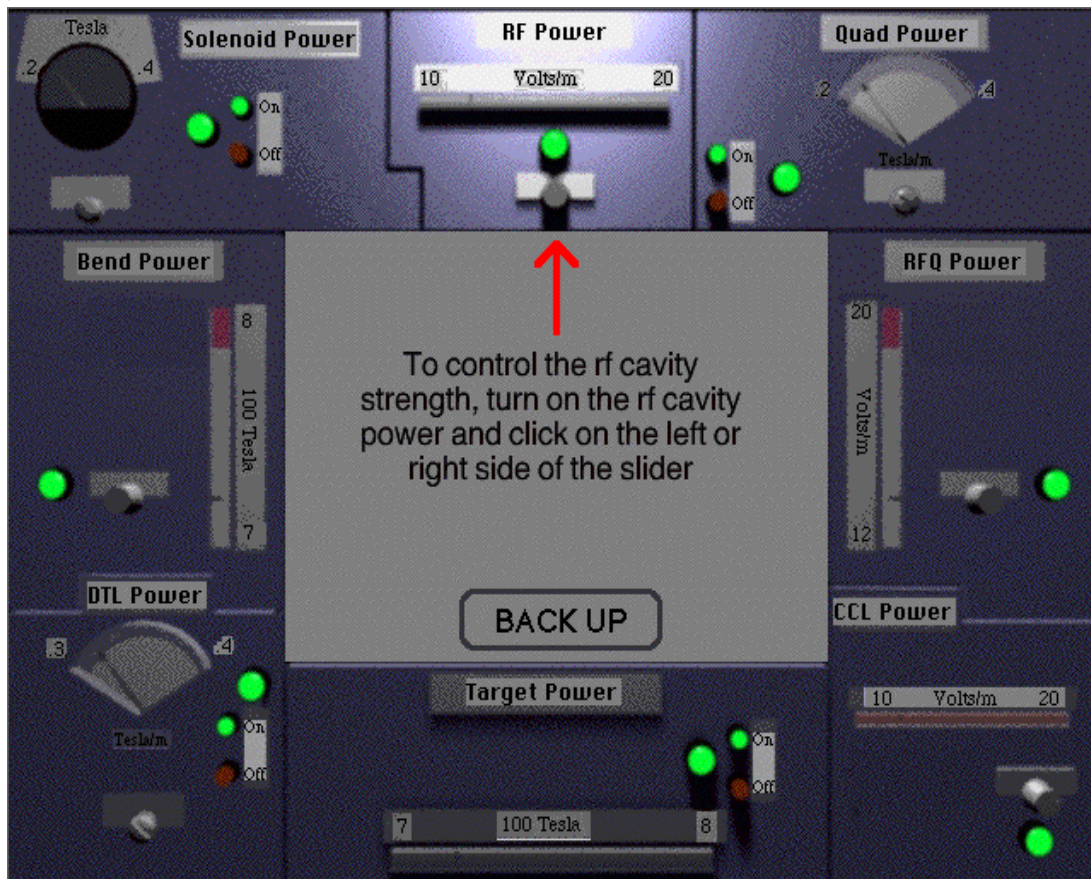 Tesla
Solenoid Power
.2 .4
On
Off
RF Power
10 Volts/m 20
Quad Power
.2 .4
Tesla/m
On
Off
Bend Power
8
100 Tesla
7
RFQ Power
20
Volts/m
12
To control the rf cavity
strength, turn on the rf cavity
power and click on the left or
right side of the slider
BACK UP
DTL Power
.3 .4
Tesla/m
On
Off
Target Power
On
Off
7 100 Tesla 8
CCL Power
10 Volts/m 20